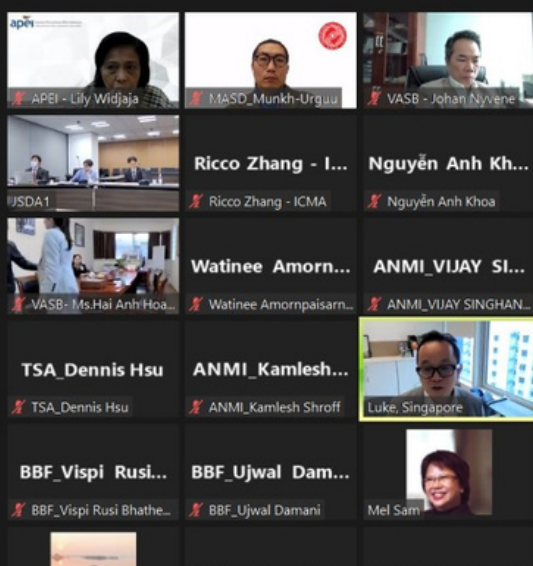 apei
APEI - Lily Widjaja
MASD_Munkh-Urguu
VASB - Johan Nyvene
JSDA1
Ricco Zhang - I...
Ricco Zhang - ICMA
Nguyễn Anh Kh...
Nguyễn Anh Khoa
VASB- Ms.Hai Anh Hoa...
Watinee Amorn...
Watinee Amornpaisarn...
ANMI_VIJAY SI...
ANMI_VIJAY SINGHAN...
TSA_Dennis Hsu
TSA_Dennis Hsu
ANMI_Kamlesh...
ANMI_Kamlesh Shroff
Luke, Singapore
BBF_Vispi Rusi...
BBF_Vispi Rusi Bhathe...
BBF_Ujwal Dam...
BBF_Ujwal Damani
Mel Sam